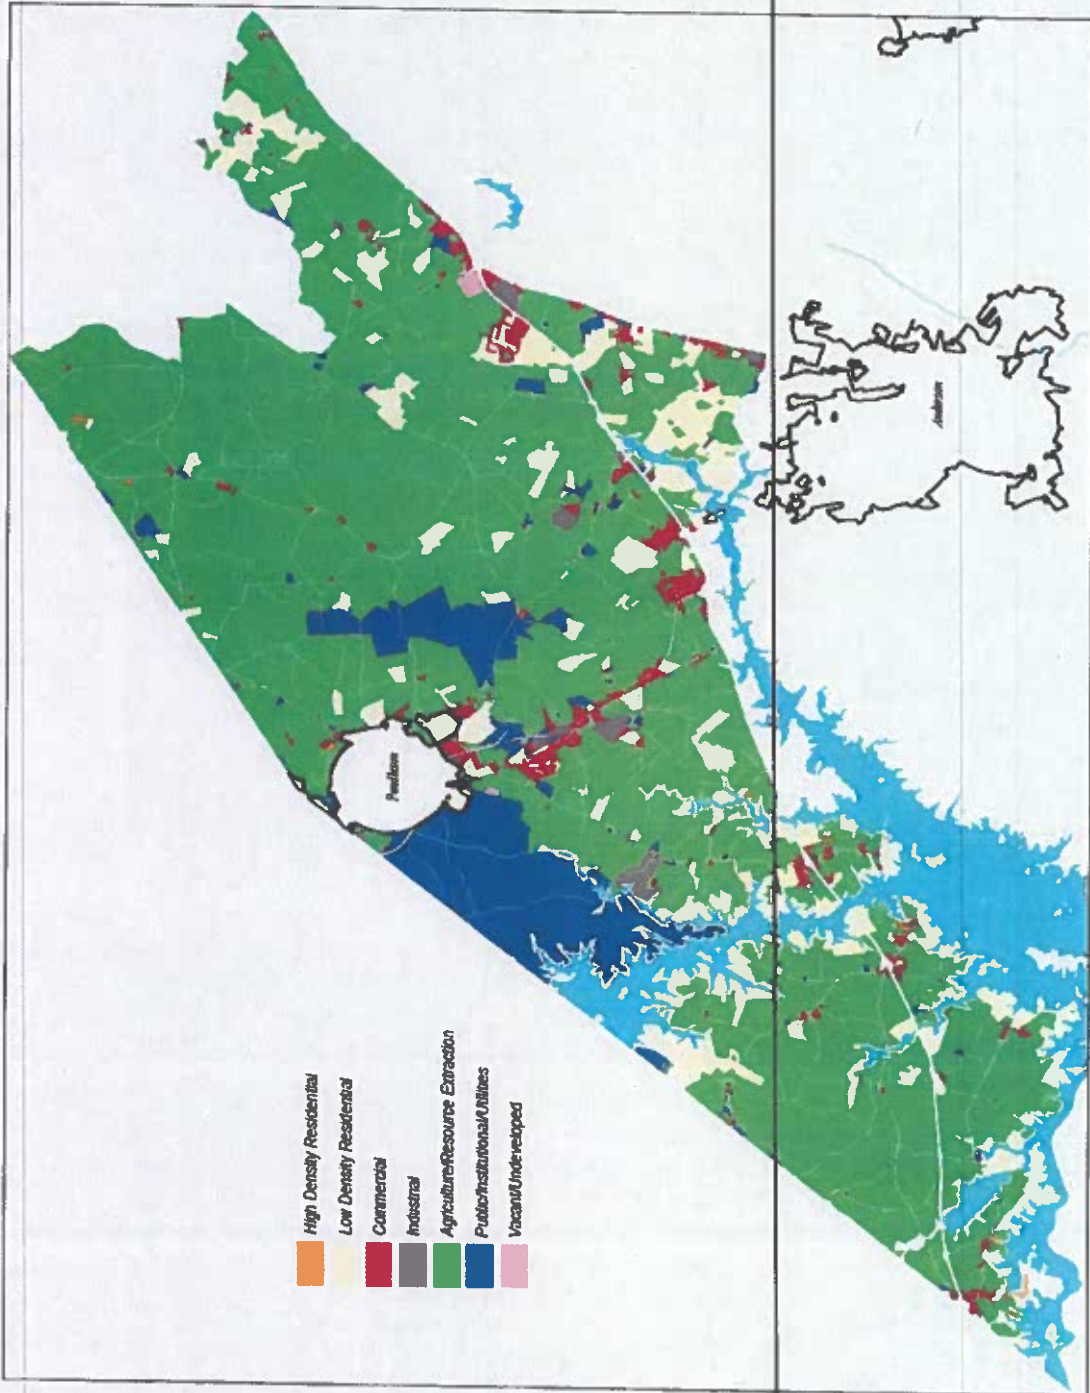 High Density Residential
Low Density Residential
Commercial
Industrial
Agriculture/Resource Extraction
Public/Institutional/Utilities
Vacant/Undeveloped
Pendleton
Anderson